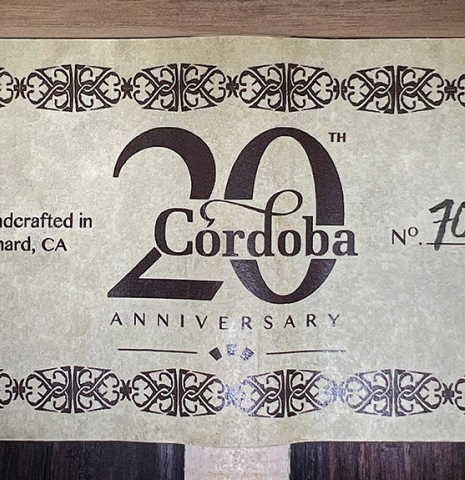 20TH
Córdoba
ndcrafted in
nard, CA
Nº. 70
ANNIVERSARY